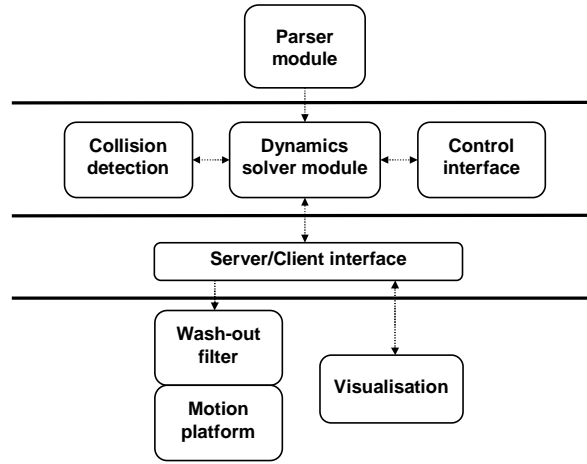 Parser
module
Collision
detection
Dynamics
solver module
Control
interface
Server/Client interface
Wash-out
filter
Visualisation
Motion
platform